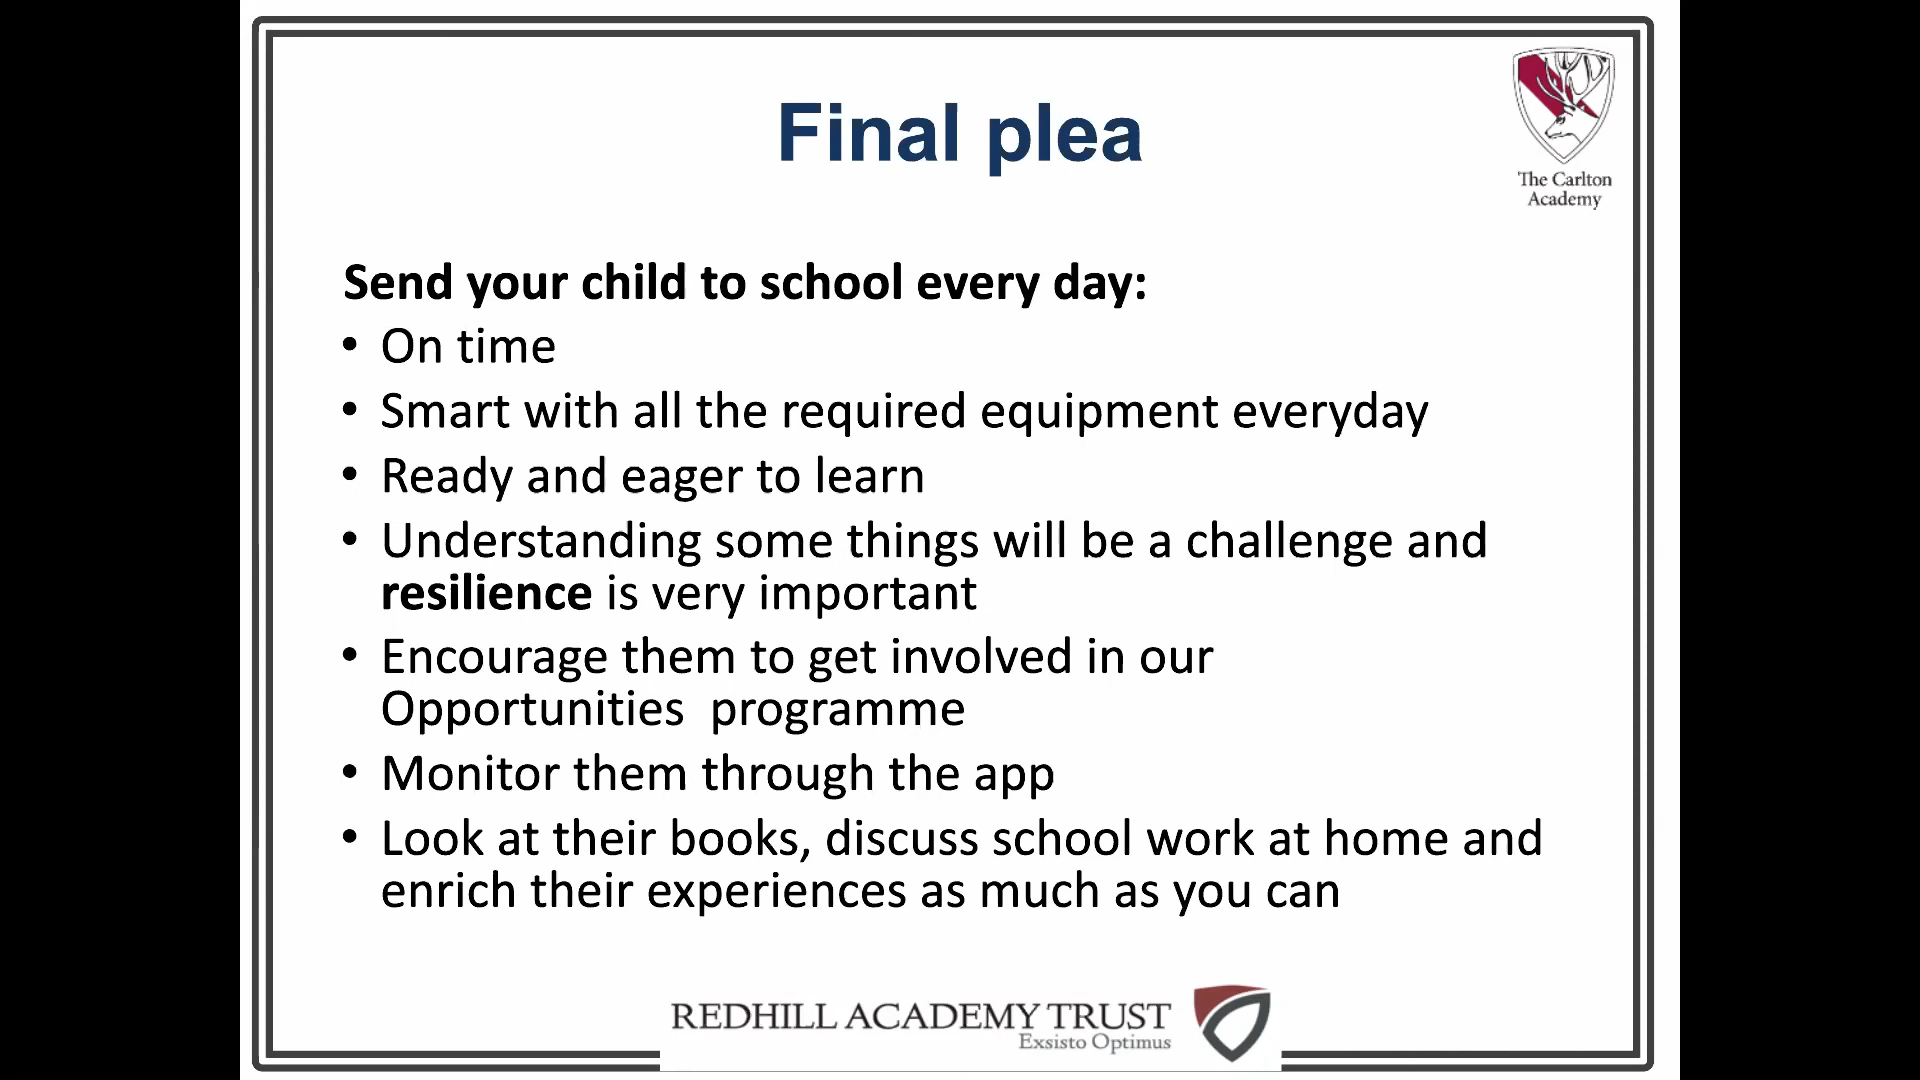 Final plea
The Carlton
Academy
Send your child to school every day:
• On time
• Smart with all the required equipment everyday
• Ready and eager to learn
• Understanding some things will be a challenge and
resilience is very important
• Encourage them to get involved in our
Opportunities  programme
• Monitor them through the app
• Look at their books, discuss school work at home and
enrich their experiences as much as you can
REDHILL ACADEMY TRUST
Exsisto Optimus